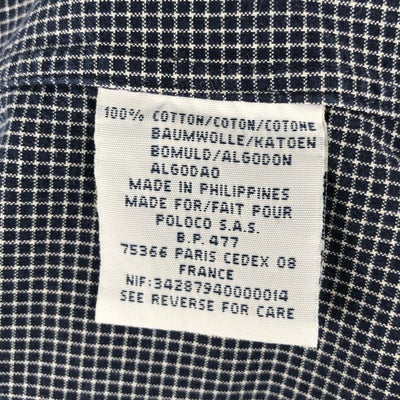 100% COTTON/COTON/COTONE
BAUMWOLLE/KATOEN
BOMULD/ALGODON
ALGODAO
MADE IN PHILIPPINES
MADE FOR/FAIT POUR
POLOCO S.A.S.
B.P. 477
75366 PARIS CEDEX 08
FRANCE
NIF:34287940000014
SEE REVERSE FOR CARE